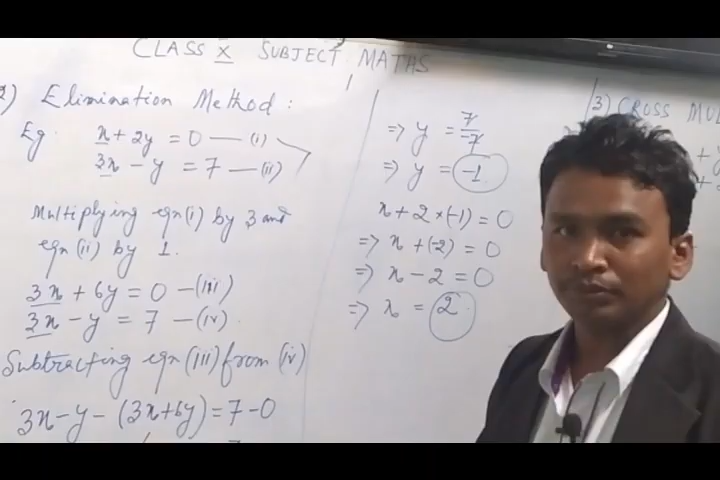 CLASS X SUBJECT MATHS
2) Elimination Method:
Eg. x + 2y = 0 — (i)
3x - y = 7 — (ii)
Multiplying eqn (i) by 3 and
eqn (ii) by 1.
3x + 6y = 0 — (iii)
3x - y = 7 — (iv)
Subtracting eqn (iii) from (iv)
3x - y - (3x + 6y) = 7 - 0
=> y = 7/-7
=> y = -1
x + 2 × (-1) = 0
=> x + (-2) = 0
=> x - 2 = 0
=> x = 2
3) CROSS